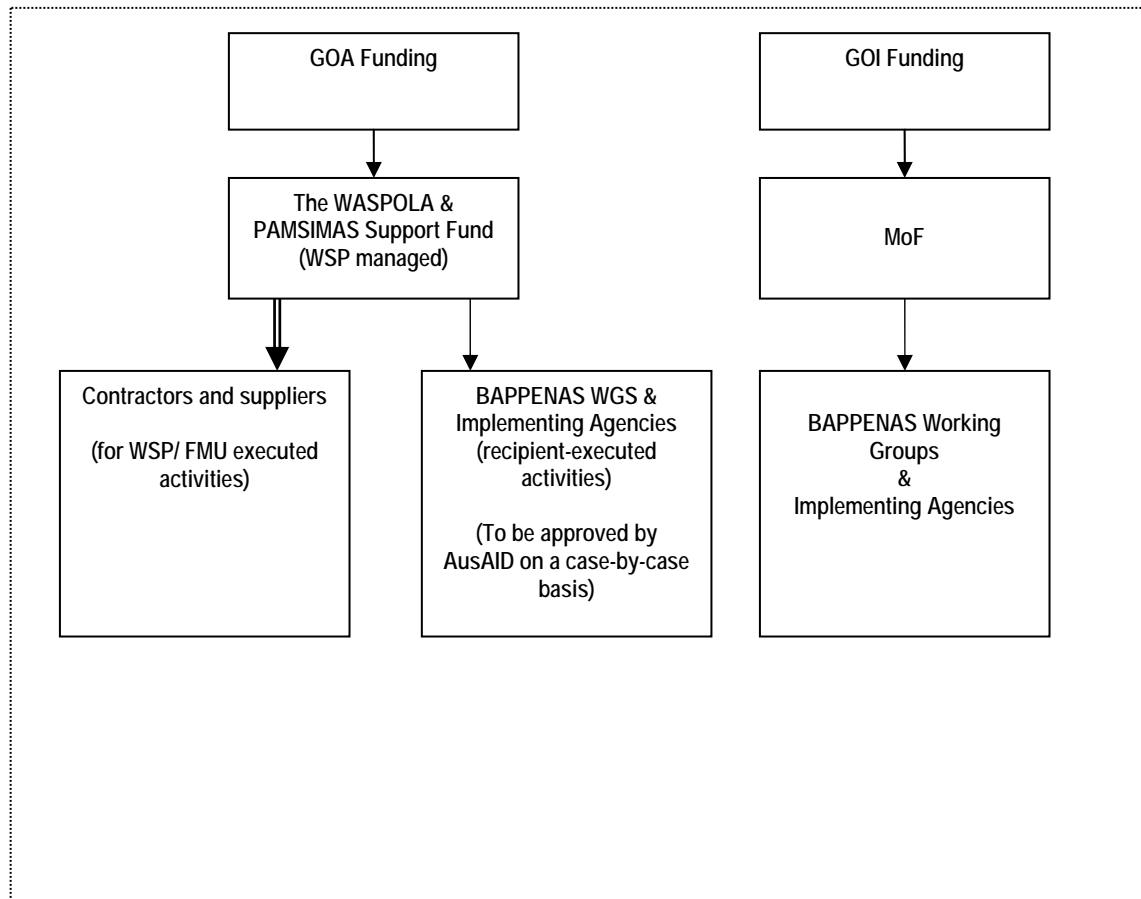 GOA Funding
GOI Funding
The WASPOLA &
PAMSIMAS Support Fund
(WSP managed)
MoF
Contractors and suppliers
(for WSP/ FMU executed
activities)
BAPPENAS WGS &
Implementing Agencies
(recipient-executed
activities)
(To be approved by
AusAID on a case-by-case
basis)
BAPPENAS Working
Groups
&
Implementing Agencies